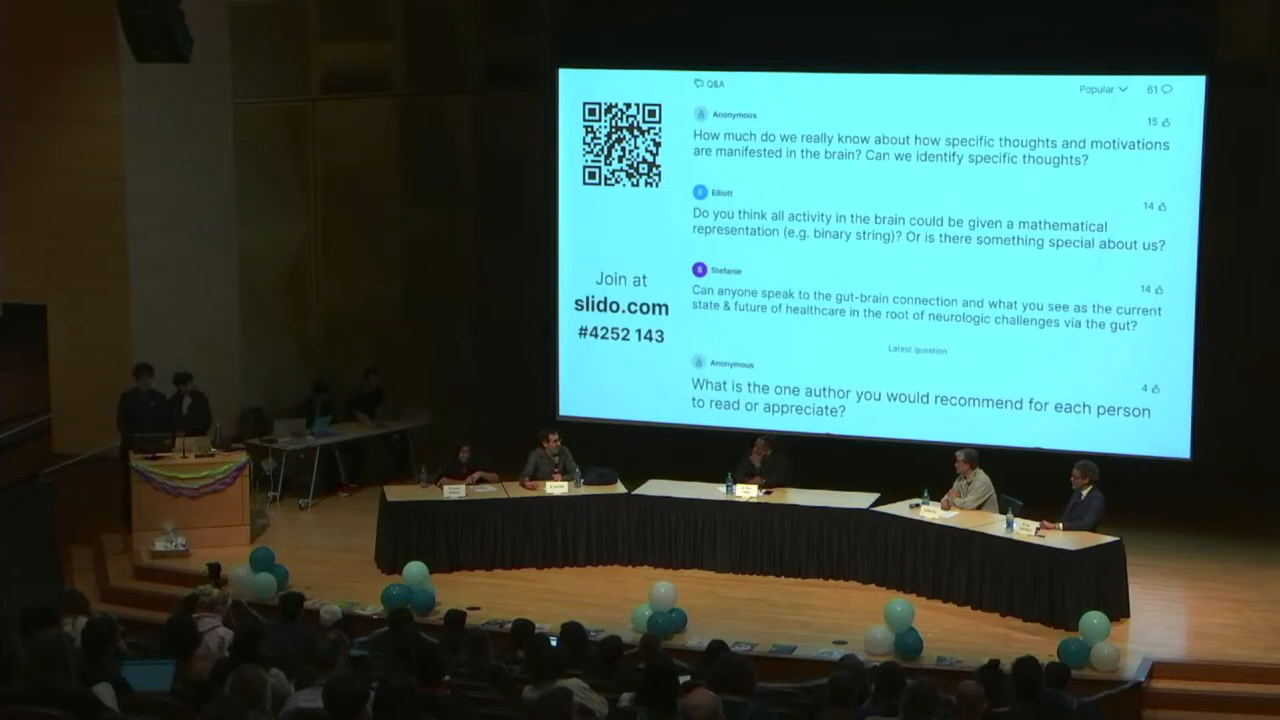 Q&A
Popular
61
Anonymous
15
How much do we really know about how specific thoughts and motivations
are manifested in the brain? Can we identify specific thoughts?
E
Elliott
14
Do you think all activity in the brain could be given a mathematical
representation (e.g. binary string)? Or is there something special about us?
S
Stefanie
14
Can anyone speak to the gut-brain connection and what you see as the current
state & future of healthcare in the root of neurologic challenges via the gut?
Latest question
Anonymous
4
What is the one author you would recommend for each person
to read or appreciate?
Join at
slido.com
#4252 143